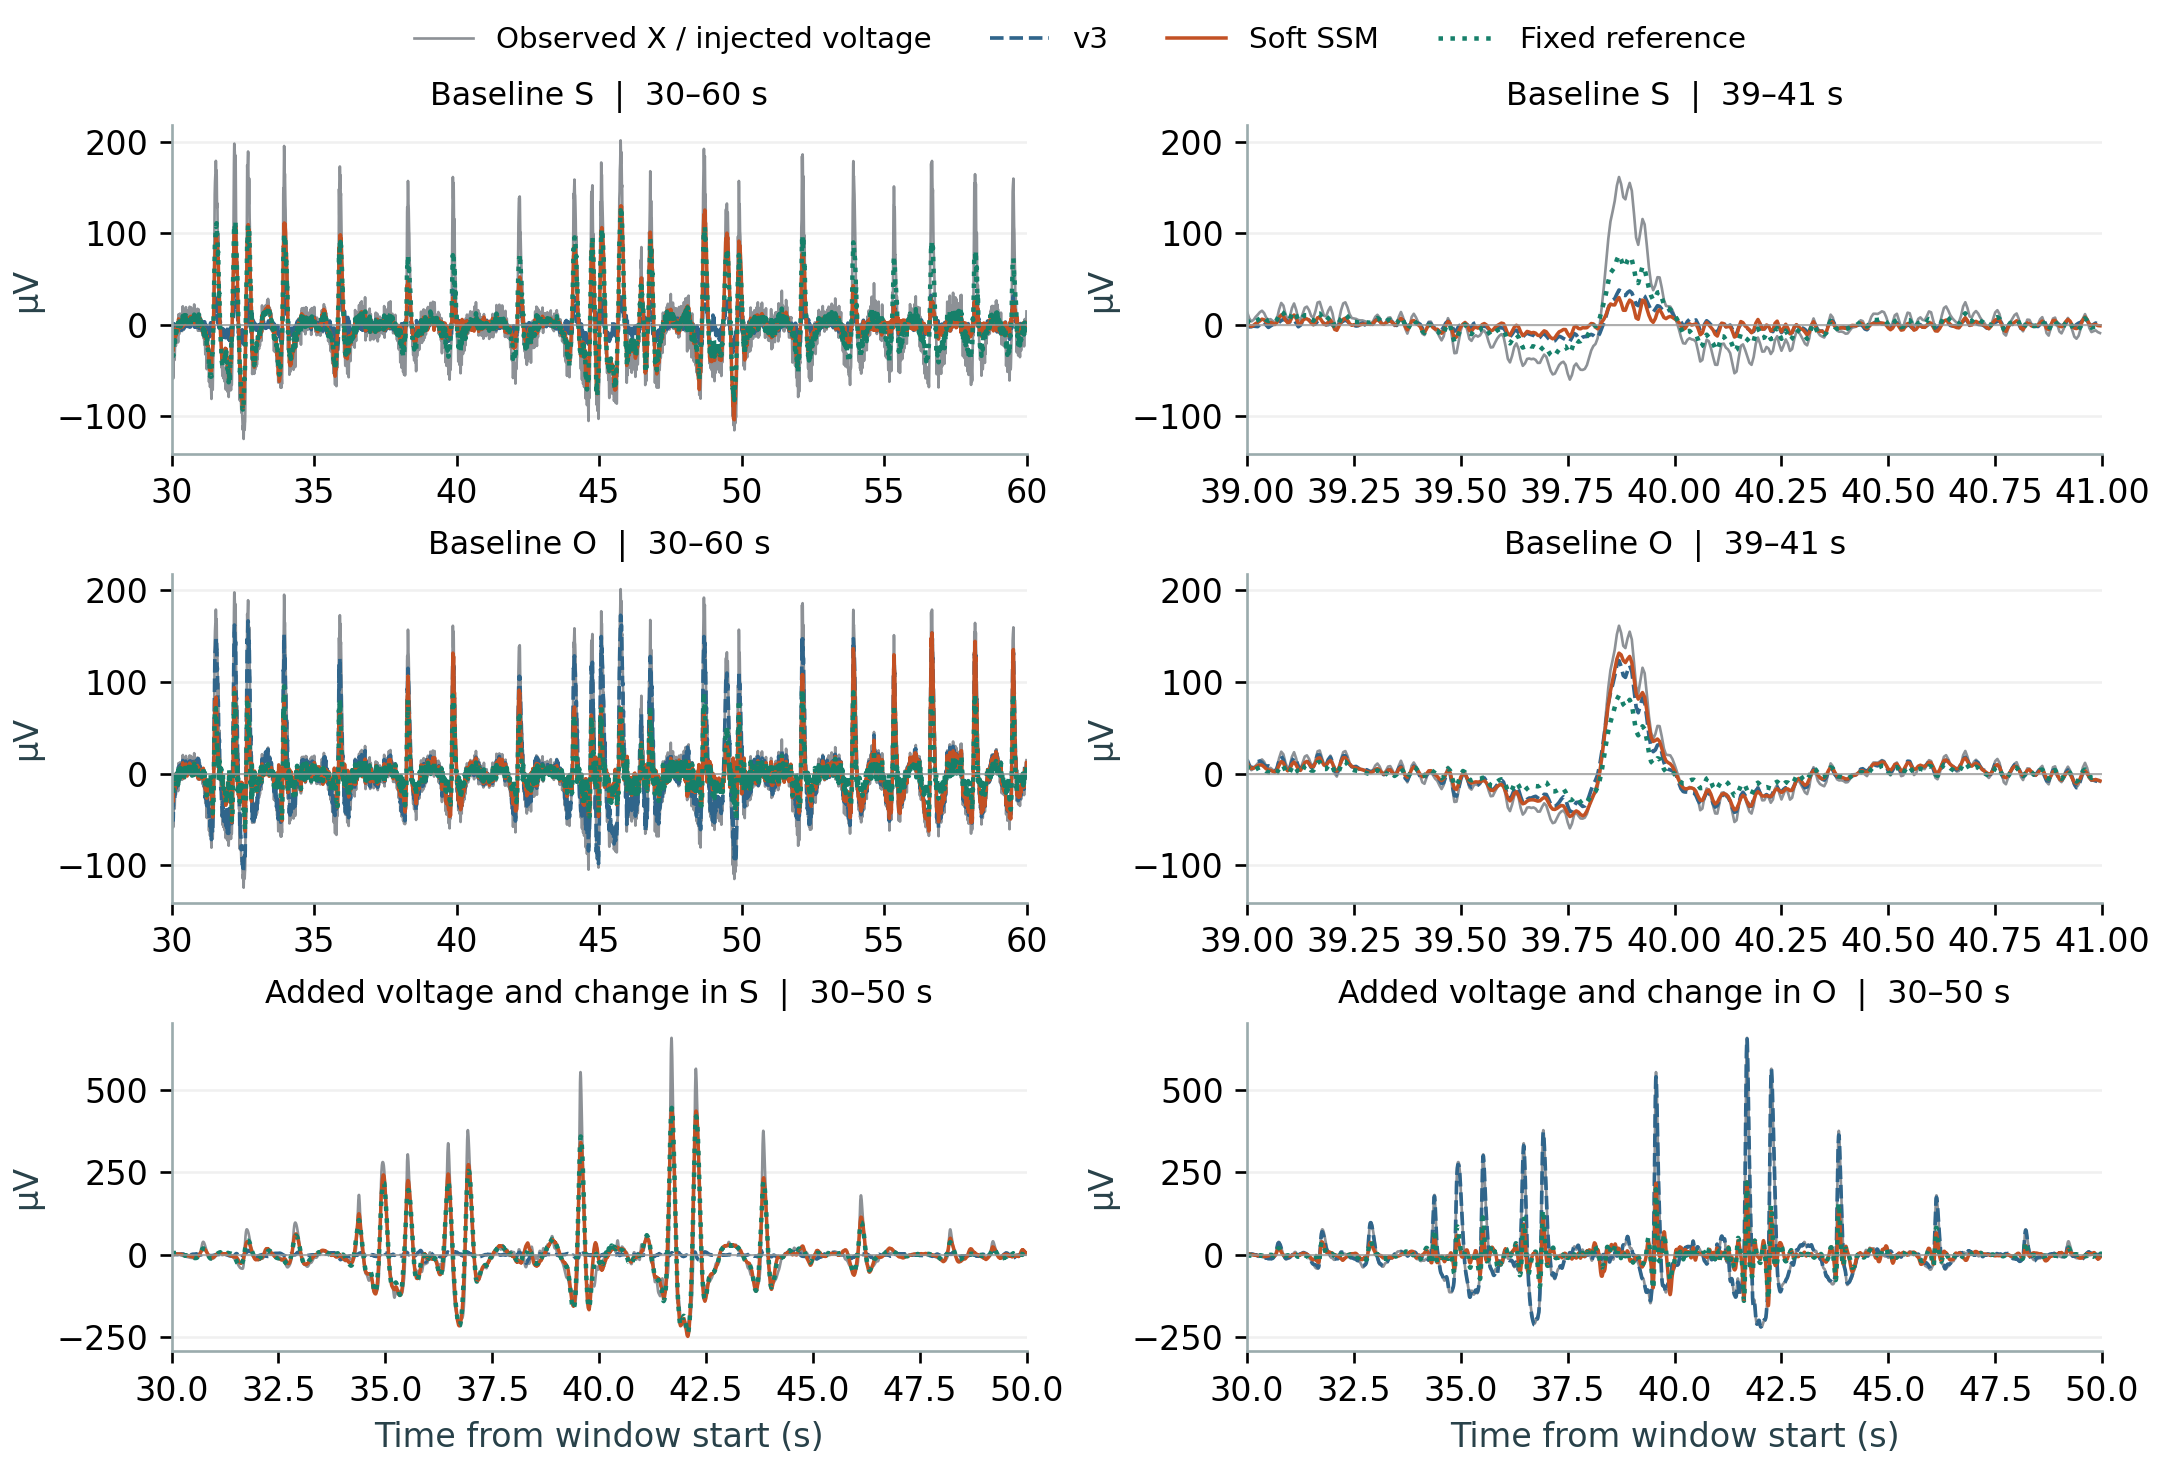 Observed X / injected voltage   v3   Soft SSM   Fixed reference
Baseline S | 30–60 s
200
100
0
−100
µV
30 35 40 45 50 55 60
Baseline S | 39–41 s
200
100
0
−100
µV
39.00 39.25 39.50 39.75 40.00 40.25 40.50 40.75 41.00
Baseline O | 30–60 s
200
100
0
−100
µV
30 35 40 45 50 55 60
Baseline O | 39–41 s
200
100
0
−100
µV
39.00 39.25 39.50 39.75 40.00 40.25 40.50 40.75 41.00
Added voltage and change in S | 30–50 s
500
250
0
−250
µV
30.0 32.5 35.0 37.5 40.0 42.5 45.0 47.5 50.0
Time from window start (s)
Added voltage and change in O | 30–50 s
500
250
0
−250
µV
30.0 32.5 35.0 37.5 40.0 42.5 45.0 47.5 50.0
Time from window start (s)